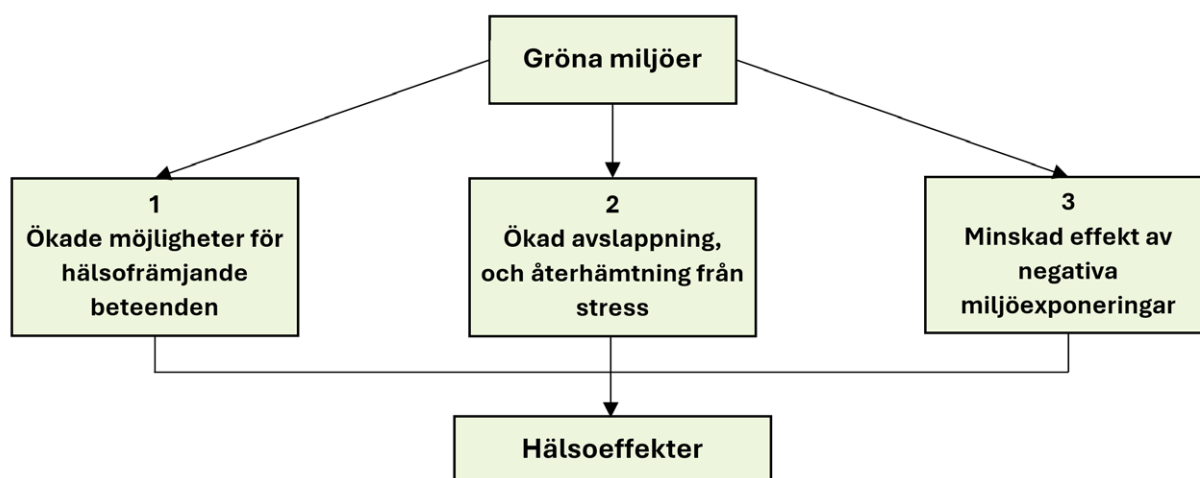 Gröna miljöer
1
Ökade möjligheter för
hälsofrämjande
beteenden
2
Ökad avslappning,
och återhämtning från
stress
3
Minskad effekt av
negativa
miljöexponeringar
Hälsoeffekter